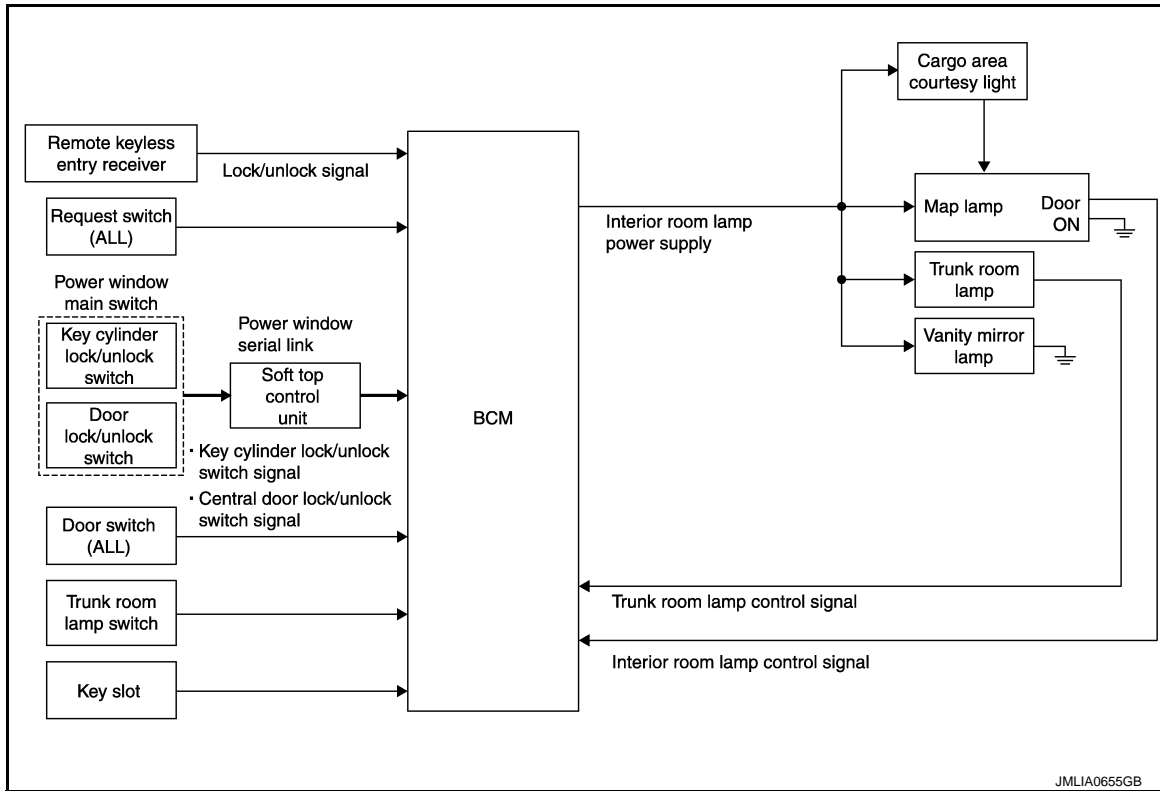 Cargo area
courtesy light
Remote keyless
entry receiver
Lock/unlock signal
Request switch
(ALL)
Map lamp
Door
ON
Interior room lamp
power supply
Trunk room
lamp
Power window
main switch
Key cylinder
lock/unlock
switch
Door
lock/unlock
switch
Power window
serial link
Soft top
control
unit
BCM
Vanity mirror
lamp
· Key cylinder lock/unlock
switch signal
· Central door lock/unlock
switch signal
Door switch
(ALL)
Trunk room
lamp switch
Trunk room lamp control signal
Interior room lamp control signal
Key slot
JMLIA0655GB